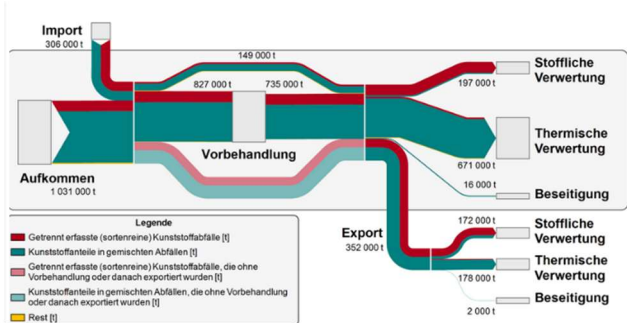 Import
306 000 t
149 000 t
827 000 t
735 000 t
Stoffliche
Verwertung
197 000 t
Vorbehandlung
Thermische
Verwertung
671 000 t
Aufkommen
1 031 000 t
16 000 t
Beseitigung
Export
352 000 t
172 000 t
Stoffliche
Verwertung
Thermische
Verwertung
178 000 t
Beseitigung
2 000 t
Legende
Getrennt erfasste (sortenreine) Kunststoffabfälle [t]
Kunststoffanteile in gemischten Abfällen [t]
Getrennt erfasste (sortenreine) Kunststoffabfälle, die ohne
Vorbehandlung oder danach exportiert wurden [t]
Kunststoffanteile in gemischten Abfällen, die ohne Vorbehandlung
oder danach exportiert wurden [t]
Rest [t]